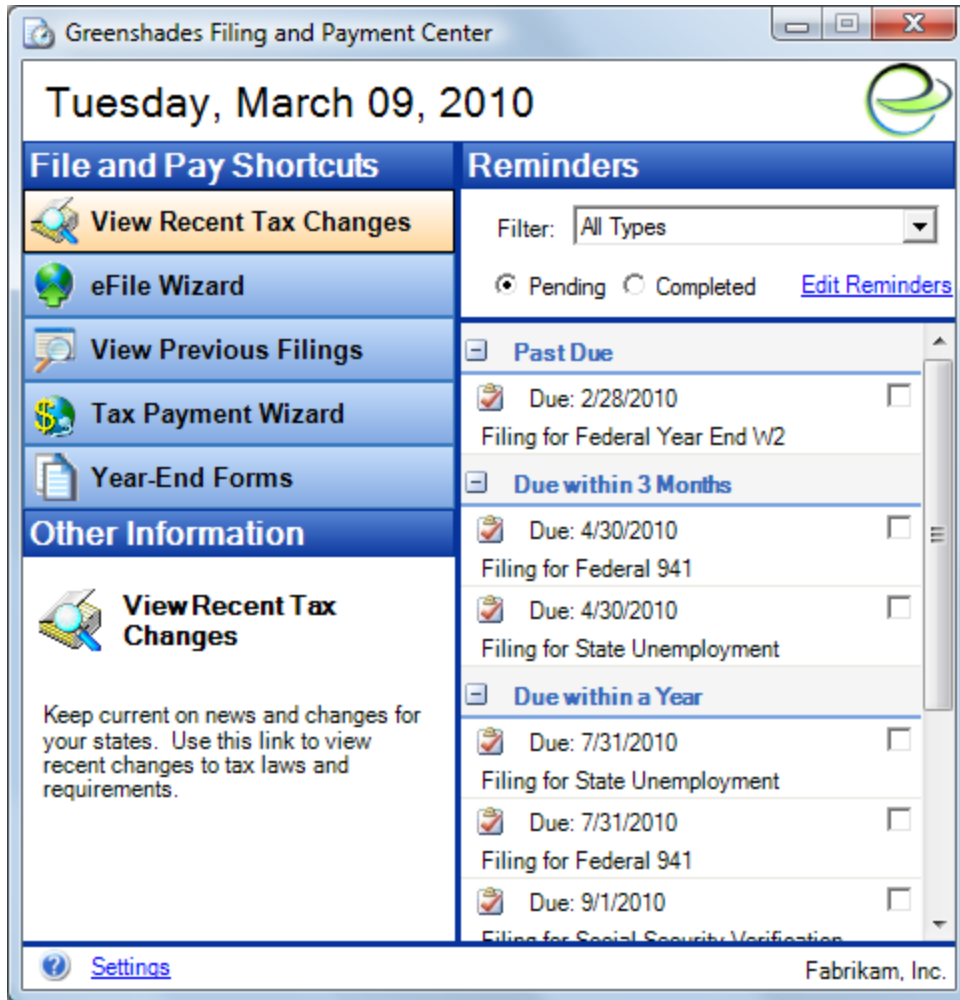 Greenshades Filing and Payment Center
Tuesday, March 09, 2010
File and Pay Shortcuts
View Recent Tax Changes
eFile Wizard
View Previous Filings
Tax Payment Wizard
Year-End Forms
Other Information
View Recent Tax
Changes
Keep current on news and changes for
your states. Use this link to view
recent changes to tax laws and
requirements.
Reminders
Filter: All Types
Pending Completed Edit Reminders
Past Due
Due: 2/28/2010
Filing for Federal Year End W2
Due within 3 Months
Due: 4/30/2010
Filing for Federal 941
Due: 4/30/2010
Filing for State Unemployment
Due within a Year
Due: 7/31/2010
Filing for State Unemployment
Due: 7/31/2010
Filing for Federal 941
Due: 9/1/2010
Filing for Social Security Verification
Settings
Fabrikam, Inc.